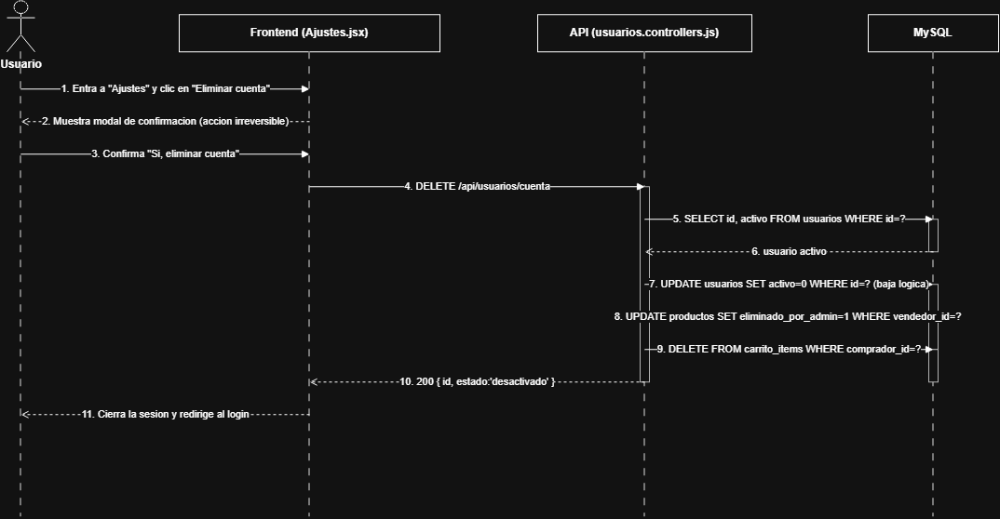 Frontend (Ajustes.jsx)
API (usuarios.controllers.js)
MySQL
Usuario
1. Entra a "Ajustes" y clic en "Eliminar cuenta"
2. Muestra modal de confirmacion (accion irreversible)
3. Confirma "Si, eliminar cuenta"
4. DELETE /api/usuarios/cuenta
5. SELECT id, activo FROM usuarios WHERE id=?
6. usuario activo
7. UPDATE usuarios SET activo=0 WHERE id=? (baja logica)
8. UPDATE productos SET eliminado_por_admin=1 WHERE vendedor_id=?
9. DELETE FROM carrito_items WHERE comprador_id=?
10. 200 { id, estado:'desactivado' }
11. Cierra la sesion y redirige al login